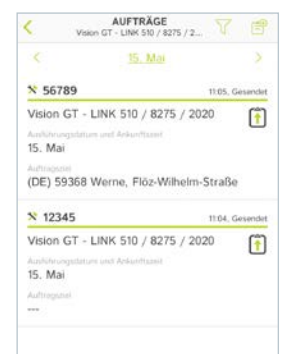 AUFTRÄGE
Vision GT - LINK 510 / 8275 / 2...
15. Mai
56789 11:05, Gesendet
Vision GT - LINK 510 / 8275 / 2020
Ausführungsdatum und Ankunftszeit
15. Mai
Auftragsziel
(DE) 59368 Werne, Flöz-Wilhelm-Straße
12345 11:04, Gesendet
Vision GT - LINK 510 / 8275 / 2020
Ausführungsdatum und Ankunftszeit
15. Mai
Auftragsziel
---